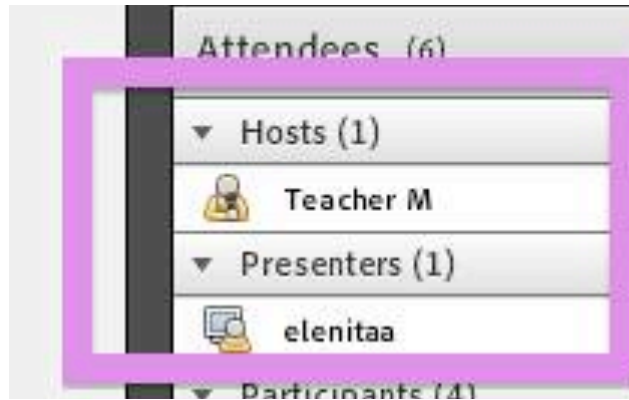 Attendees (6)
Hosts (1)
Teacher M
Presenters (1)
elenitaa
Participants (4)